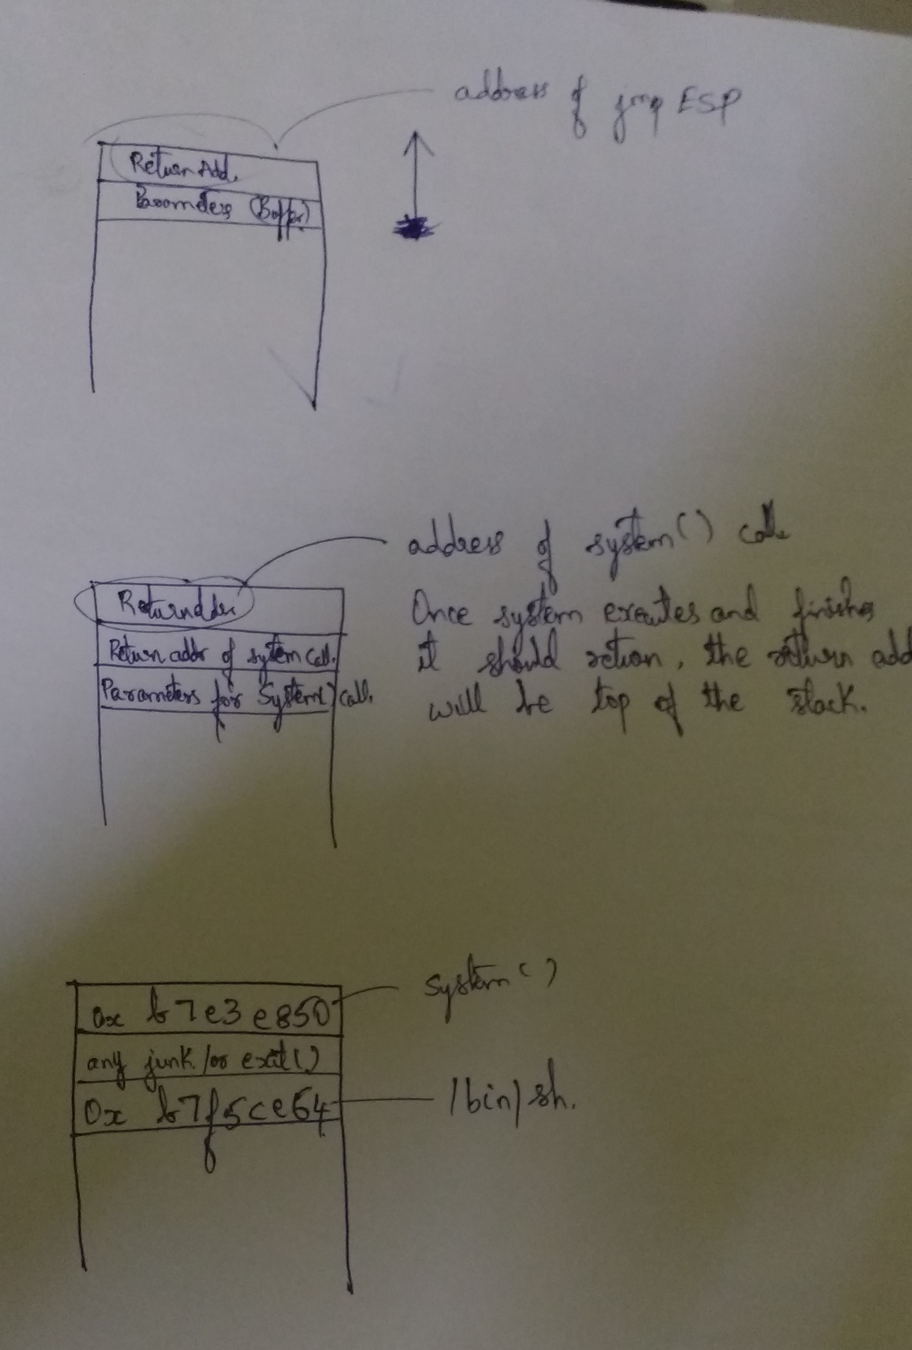 address of jmp ESP
Return Add.
Parameters (Buffer)
address of system() call
Once system executes and finishes
it should return, the return add
will be top of the stack.
Return
Return addr of system call.
Parameters for System() call.
system()
0x b7e3e850
any junk /or exit()
0x b7f5ce64
/bin/sh.